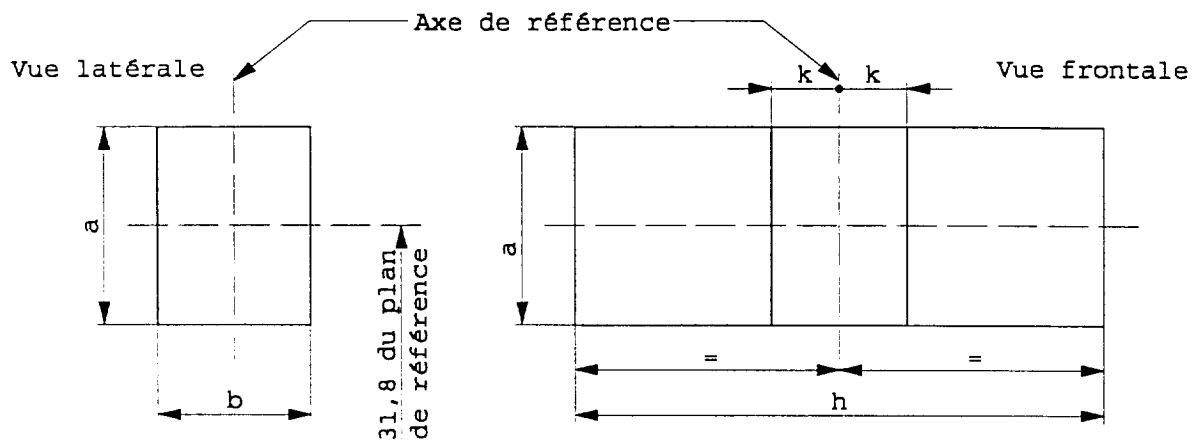 Axe de référence
Vue latérale
Vue frontale
k
k
a
a
31,8 du plan
de référence
=
=
b
h